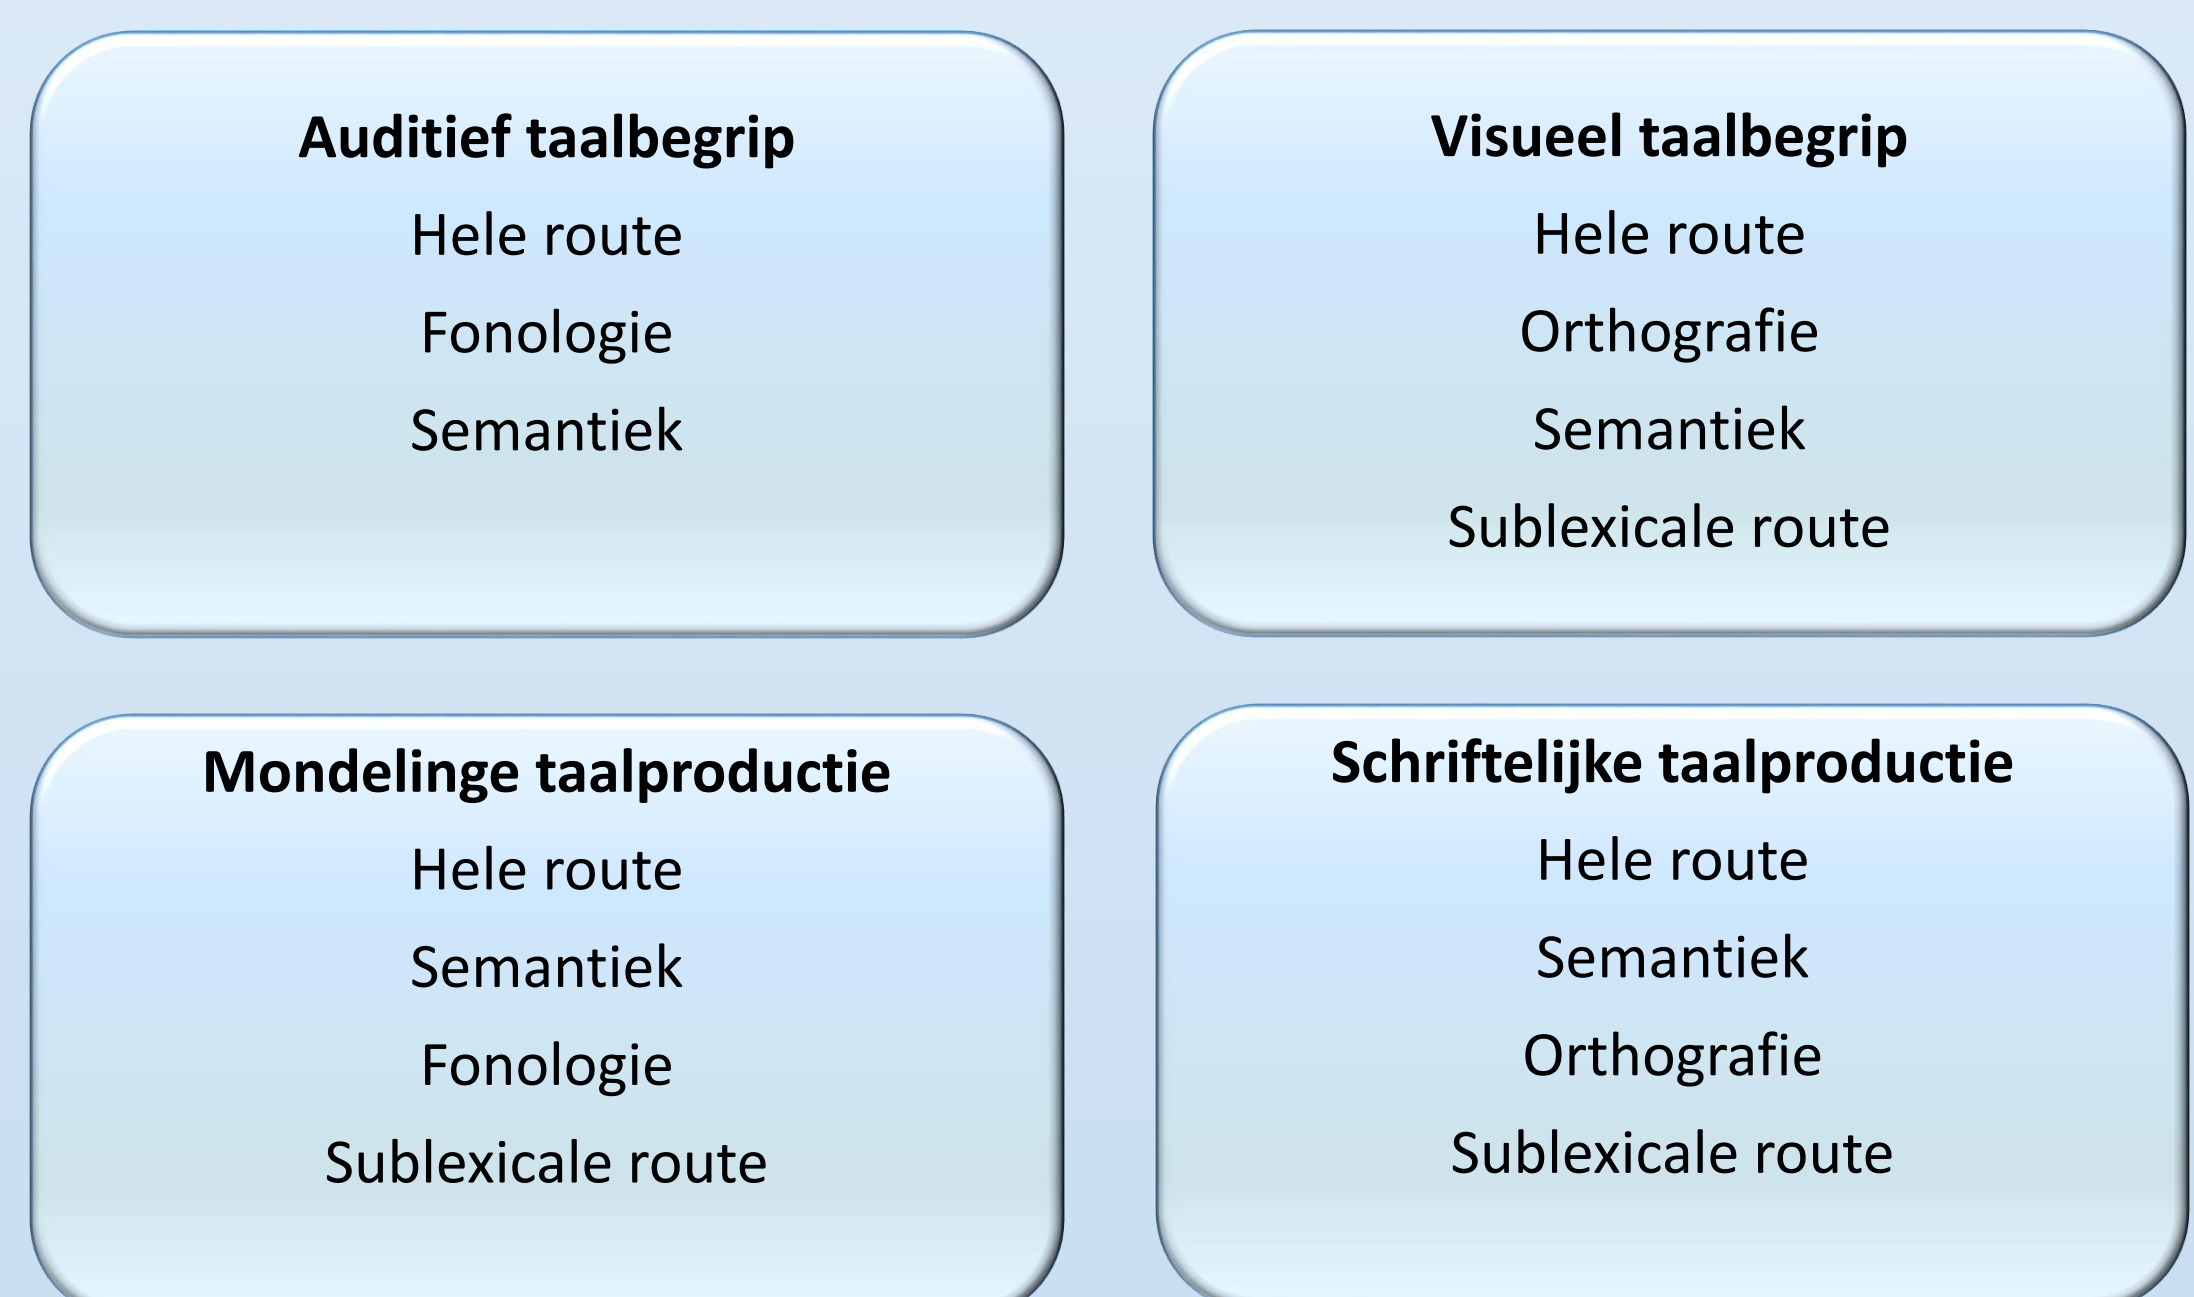 Auditief taalbegrip
Hele route
Fonologie
Semantiek
Visueel taalbegrip
Hele route
Orthografie
Semantiek
Sublexicale route
Mondelinge taalproductie
Hele route
Semantiek
Fonologie
Sublexicale route
Schriftelijke taalproductie
Hele route
Semantiek
Orthografie
Sublexicale route